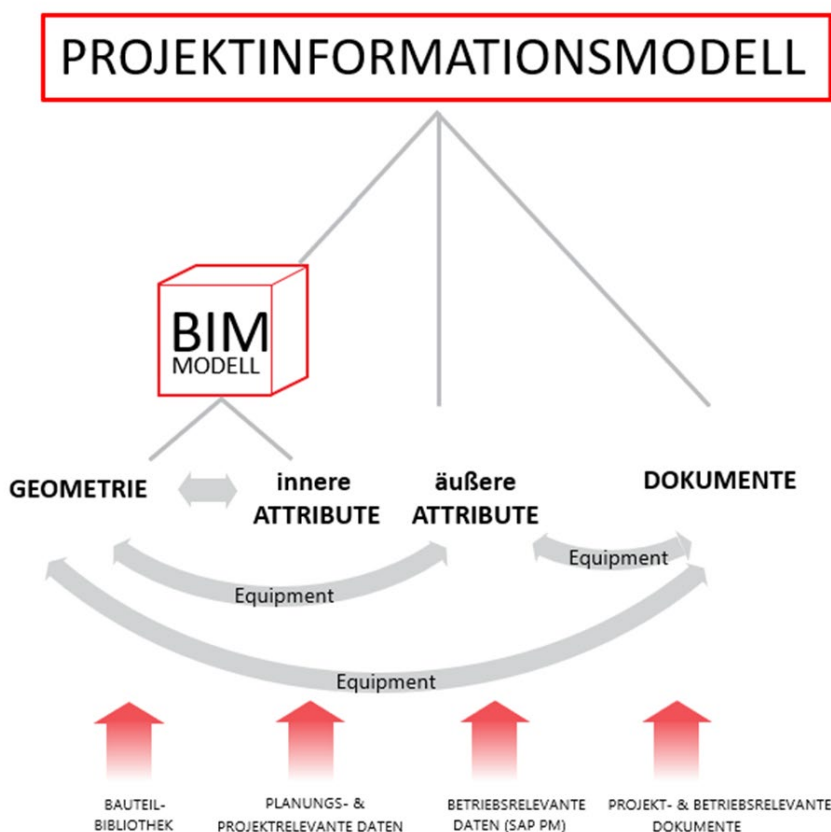 PROJEKTINFORMATIONSMODELL
BIM
MODELL
GEOMETRIE
innere
ATTRIBUTE
äußere
ATTRIBUTE
DOKUMENTE
Equipment
Equipment
Equipment
BAUTEIL-
BIBLIOTHEK
PLANUNGS- &
PROJEKTRELEVANTE DATEN
BETRIEBSRELEVANTE
DATEN (SAP PM)
PROJEKT- & BETRIEBSRELEVANTE
DOKUMENTE